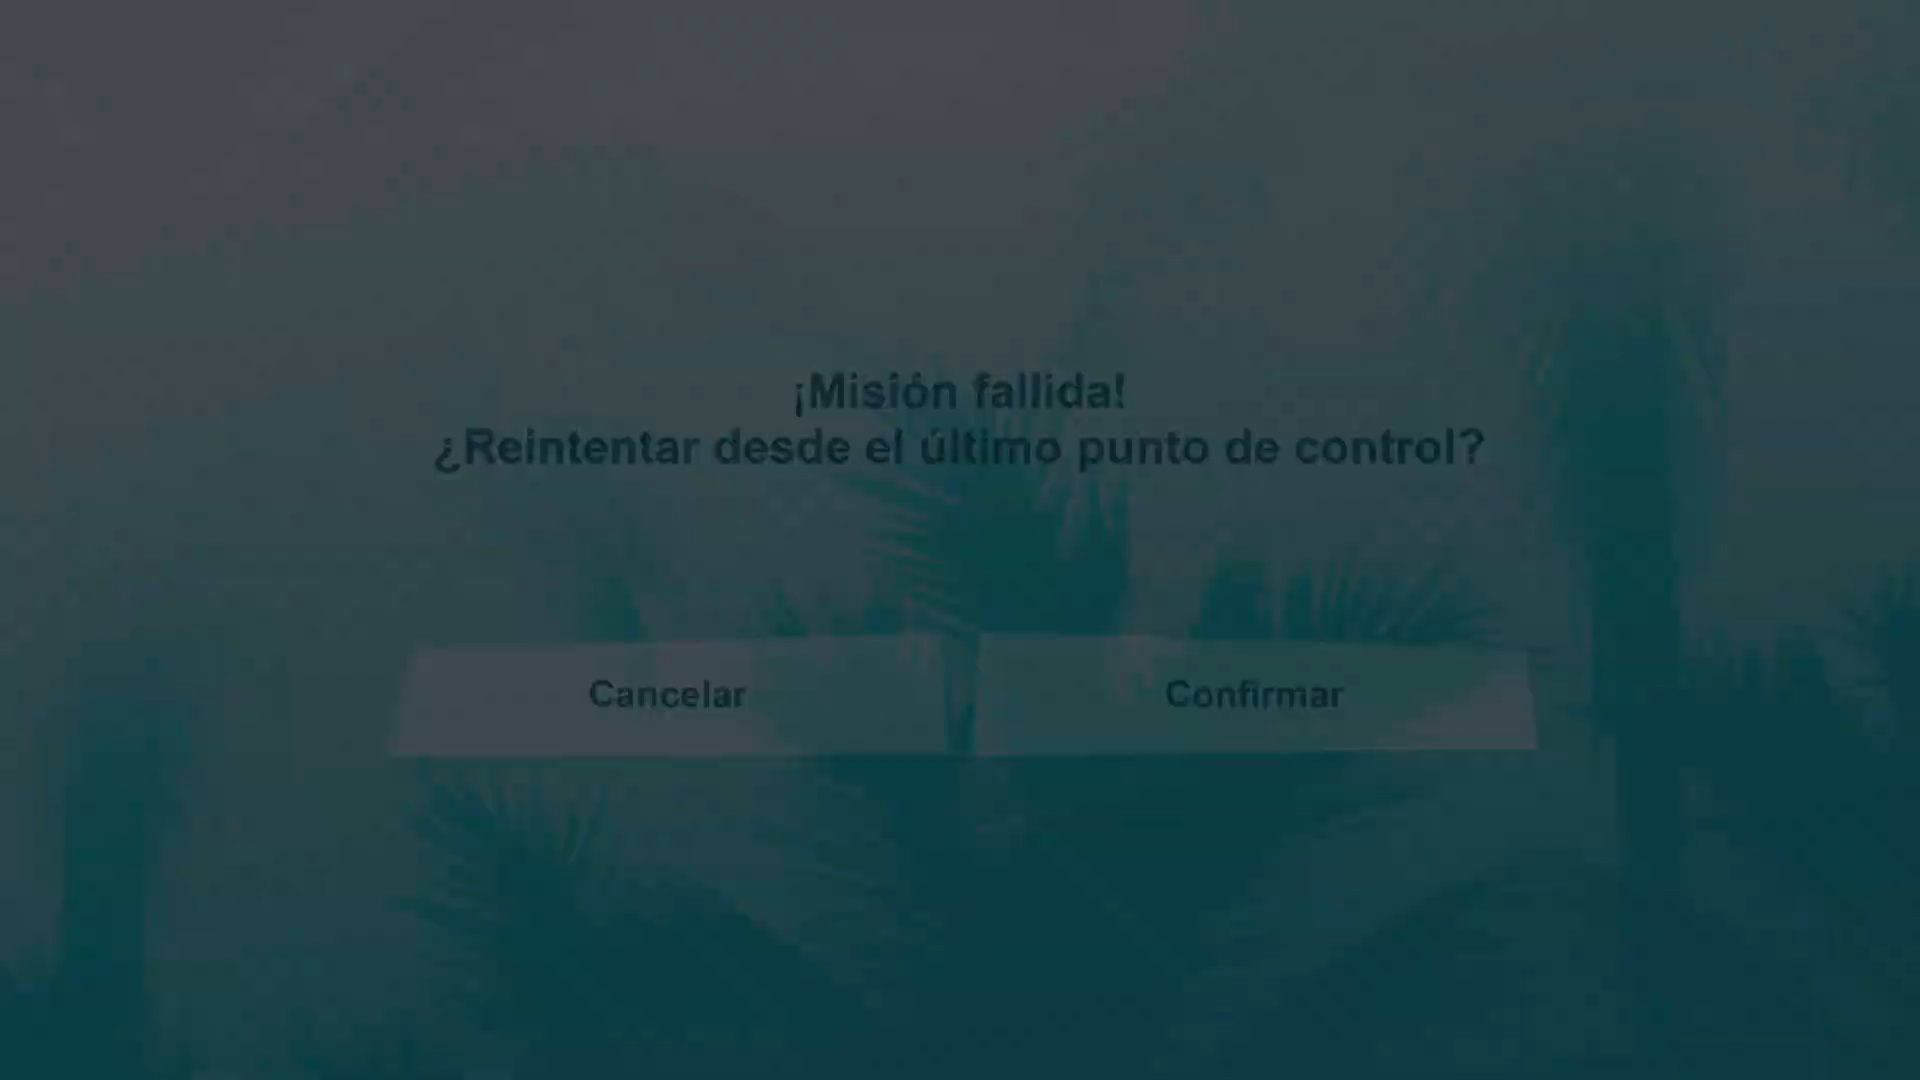 ¡Misión fallida!
¿Reintentar desde el último punto de control?
Cancelar
Confirmar